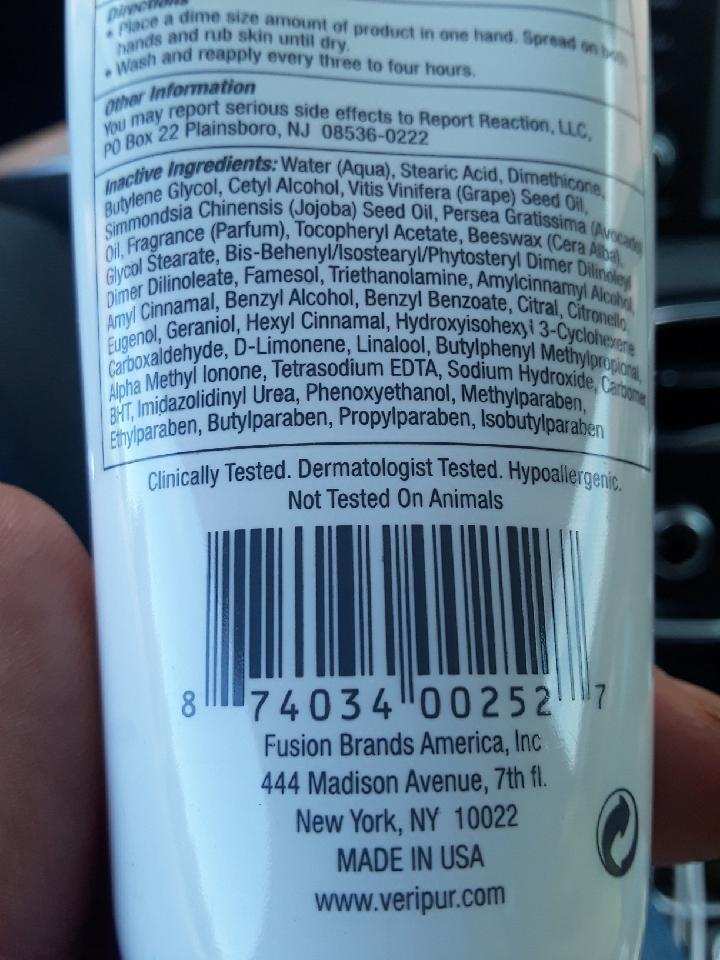 Directions
• Place a dime size amount of product in one hand. Spread on both
hands and rub skin until dry.
• Wash and reapply every three to four hours.
Other Information
You may report serious side effects to Report Reaction, LLC,
PO Box 22 Plainsboro, NJ 08536-0222
Inactive Ingredients: Water (Aqua), Stearic Acid, Dimethicone,
Butylene Glycol, Cetyl Alcohol, Vitis Vinifera (Grape) Seed Oil,
Simmondsia Chinensis (Jojoba) Seed Oil, Persea Gratissima (Avocado)
Oil, Fragrance (Parfum), Tocopheryl Acetate, Beeswax (Cera Alba),
Glycol Stearate, Bis-Behenyl/Isostearyl/Phytosteryl Dimer Dilinoleyl
Dimer Dilinoleate, Famesol, Triethanolamine, Amylcinnamyl Alcohol,
Amyl Cinnamal, Benzyl Alcohol, Benzyl Benzoate, Citral, Citronello,
Eugenol, Geraniol, Hexyl Cinnamal, Hydroxyisohexyl 3-Cyclohexene
Carboxaldehyde, D-Limonene, Linalool, Butylphenyl Methylpropional,
Alpha Methyl Ionone, Tetrasodium EDTA, Sodium Hydroxide, Carbomer
BHT, Imidazolidinyl Urea, Phenoxyethanol, Methylparaben,
Ethylparaben, Butylparaben, Propylparaben, Isobutylparaben
Clinically Tested. Dermatologist Tested. Hypoallergenic.
Not Tested On Animals
8 74034 00252 7
Fusion Brands America, Inc
444 Madison Avenue, 7th fl.
New York, NY 10022
MADE IN USA
www.veripur.com